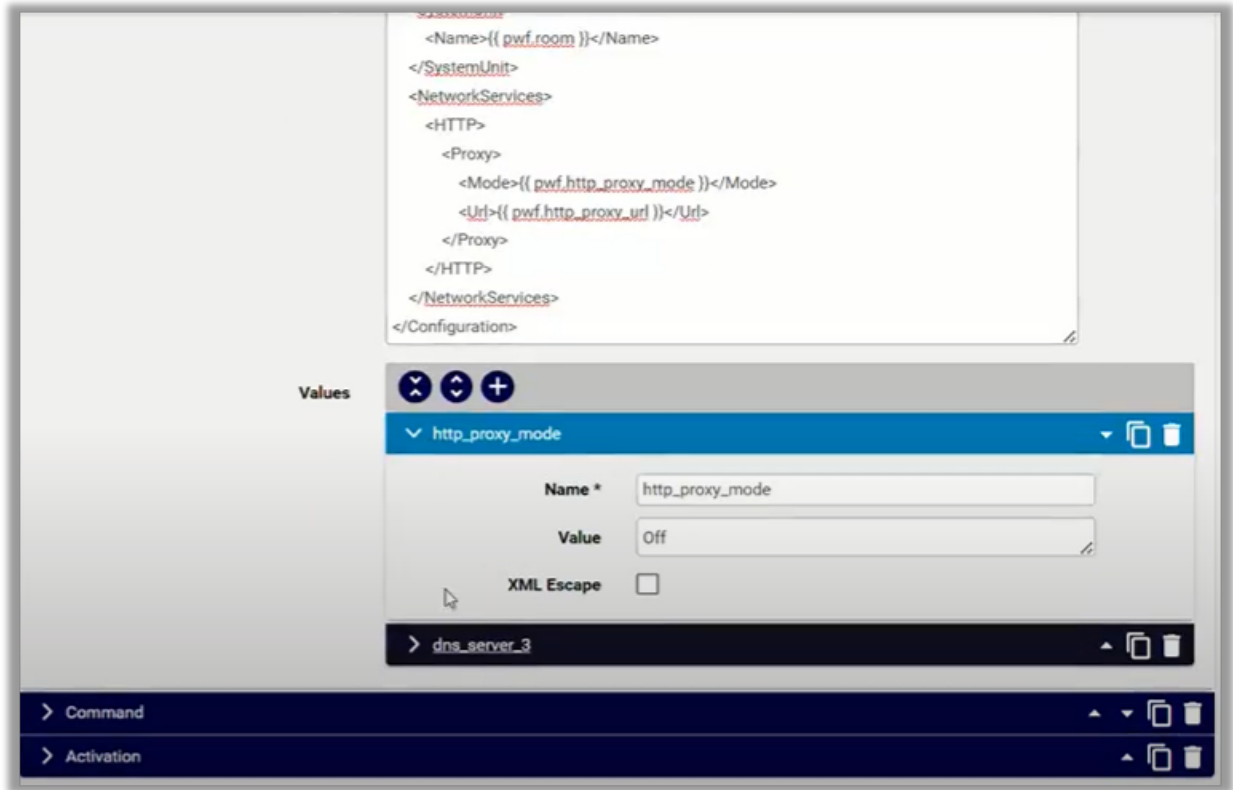 <Name>{{ pwf.room }}</Name>
</SystemUnit>
<NetworkServices>
<HTTP>
<Proxy>
<Mode>{{ pwf.http_proxy_mode }}</Mode>
<Url>{{ pwf.http_proxy_url }}</Url>
</Proxy>
</HTTP>
</NetworkServices>
</Configuration>
Values
http_proxy_mode
Name * http_proxy_mode
Value Off
XML Escape
dns_server_3
Command
Activation